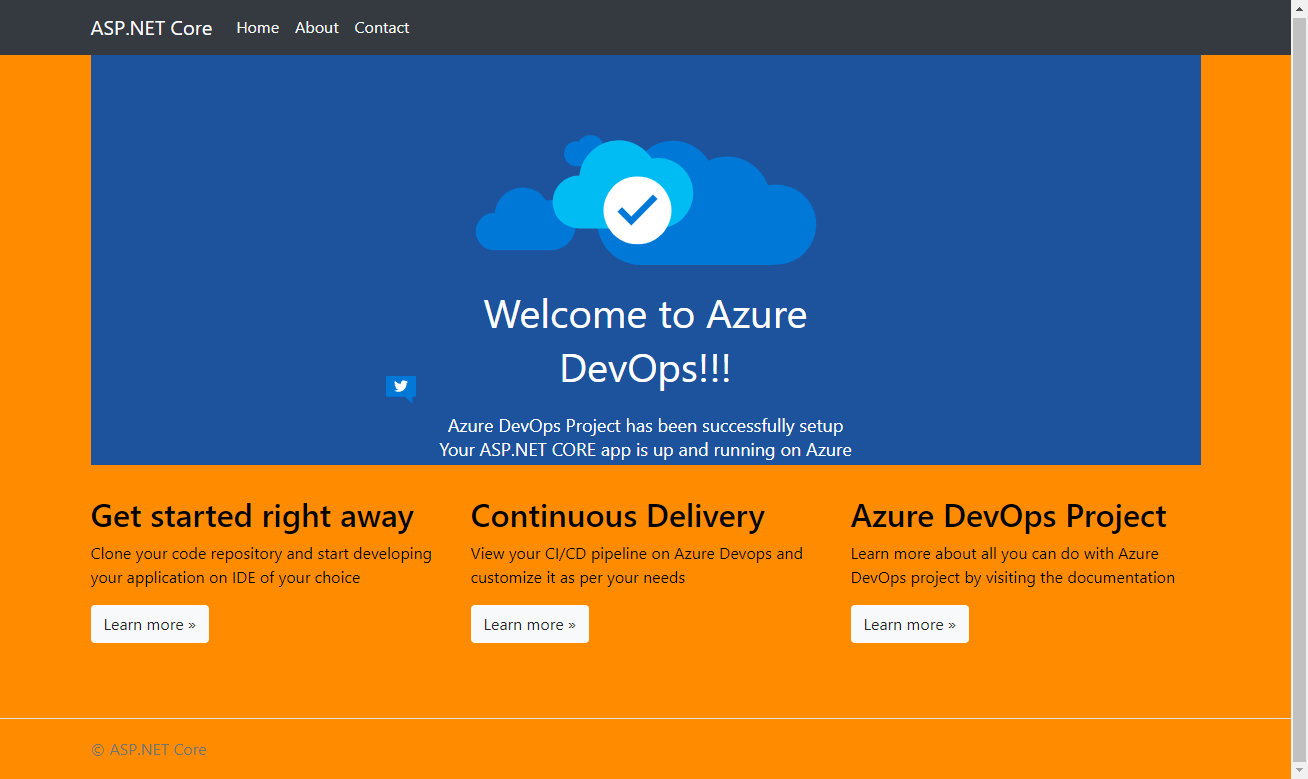 ASP.NET Core Home About Contact
Welcome to Azure
DevOps!!!
Azure DevOps Project has been successfully setup
Your ASP.NET CORE app is up and running on Azure
Get started right away
Clone your code repository and start developing
your application on IDE of your choice
Learn more »
Continuous Delivery
View your CI/CD pipeline on Azure Devops and
customize it as per your needs
Learn more »
Azure DevOps Project
Learn more about all you can do with Azure
DevOps project by visiting the documentation
Learn more »
© ASP.NET Core